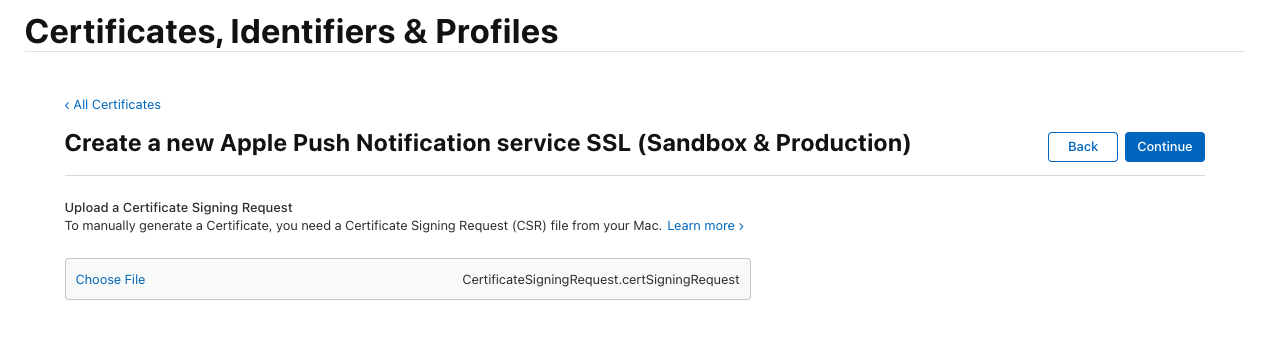 Certificates, Identifiers & Profiles
‹ All Certificates
Create a new Apple Push Notification service SSL (Sandbox & Production)
Back
Continue
Upload a Certificate Signing Request
To manually generate a Certificate, you need a Certificate Signing Request (CSR) file from your Mac. Learn more ›
Choose File
CertificateSigningRequest.certSigningRequest